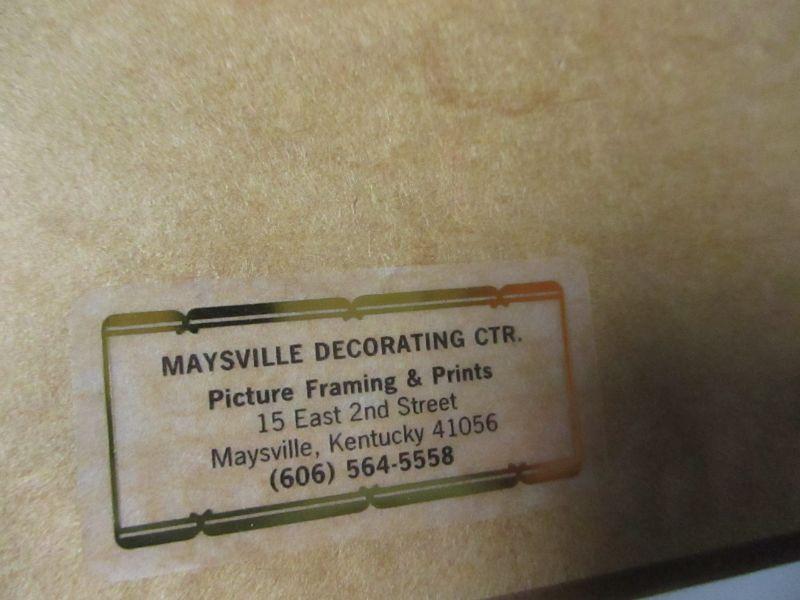 MAYSVILLE DECORATING CTR.
Picture Framing & Prints
15 East 2nd Street
Maysville, Kentucky 41056
(606) 564-5558